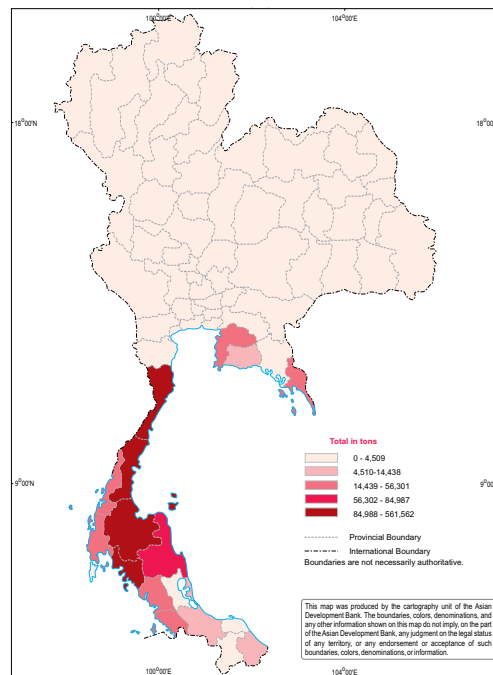 100°00'E
104°00'E
18°00'N
18°00'N
9°00'N
9°00'N
Total in tons
0 - 4,509
4,510-14,438
14,439 - 56,301
56,302 - 84,987
84,988 - 561,562
Provincial Boundary
International Boundary
Boundaries are not necessarily authoritative.
This map was produced by the cartography unit of the Asian
Development Bank. The boundaries, colors, denominations, and
any other information shown on this map do not imply, on the part
of the Asian Development Bank, any judgment on the legal status
of any territory, or any endorsement or acceptance of such
boundaries, colors, denominations, or information.
100°00'E
104°00'E